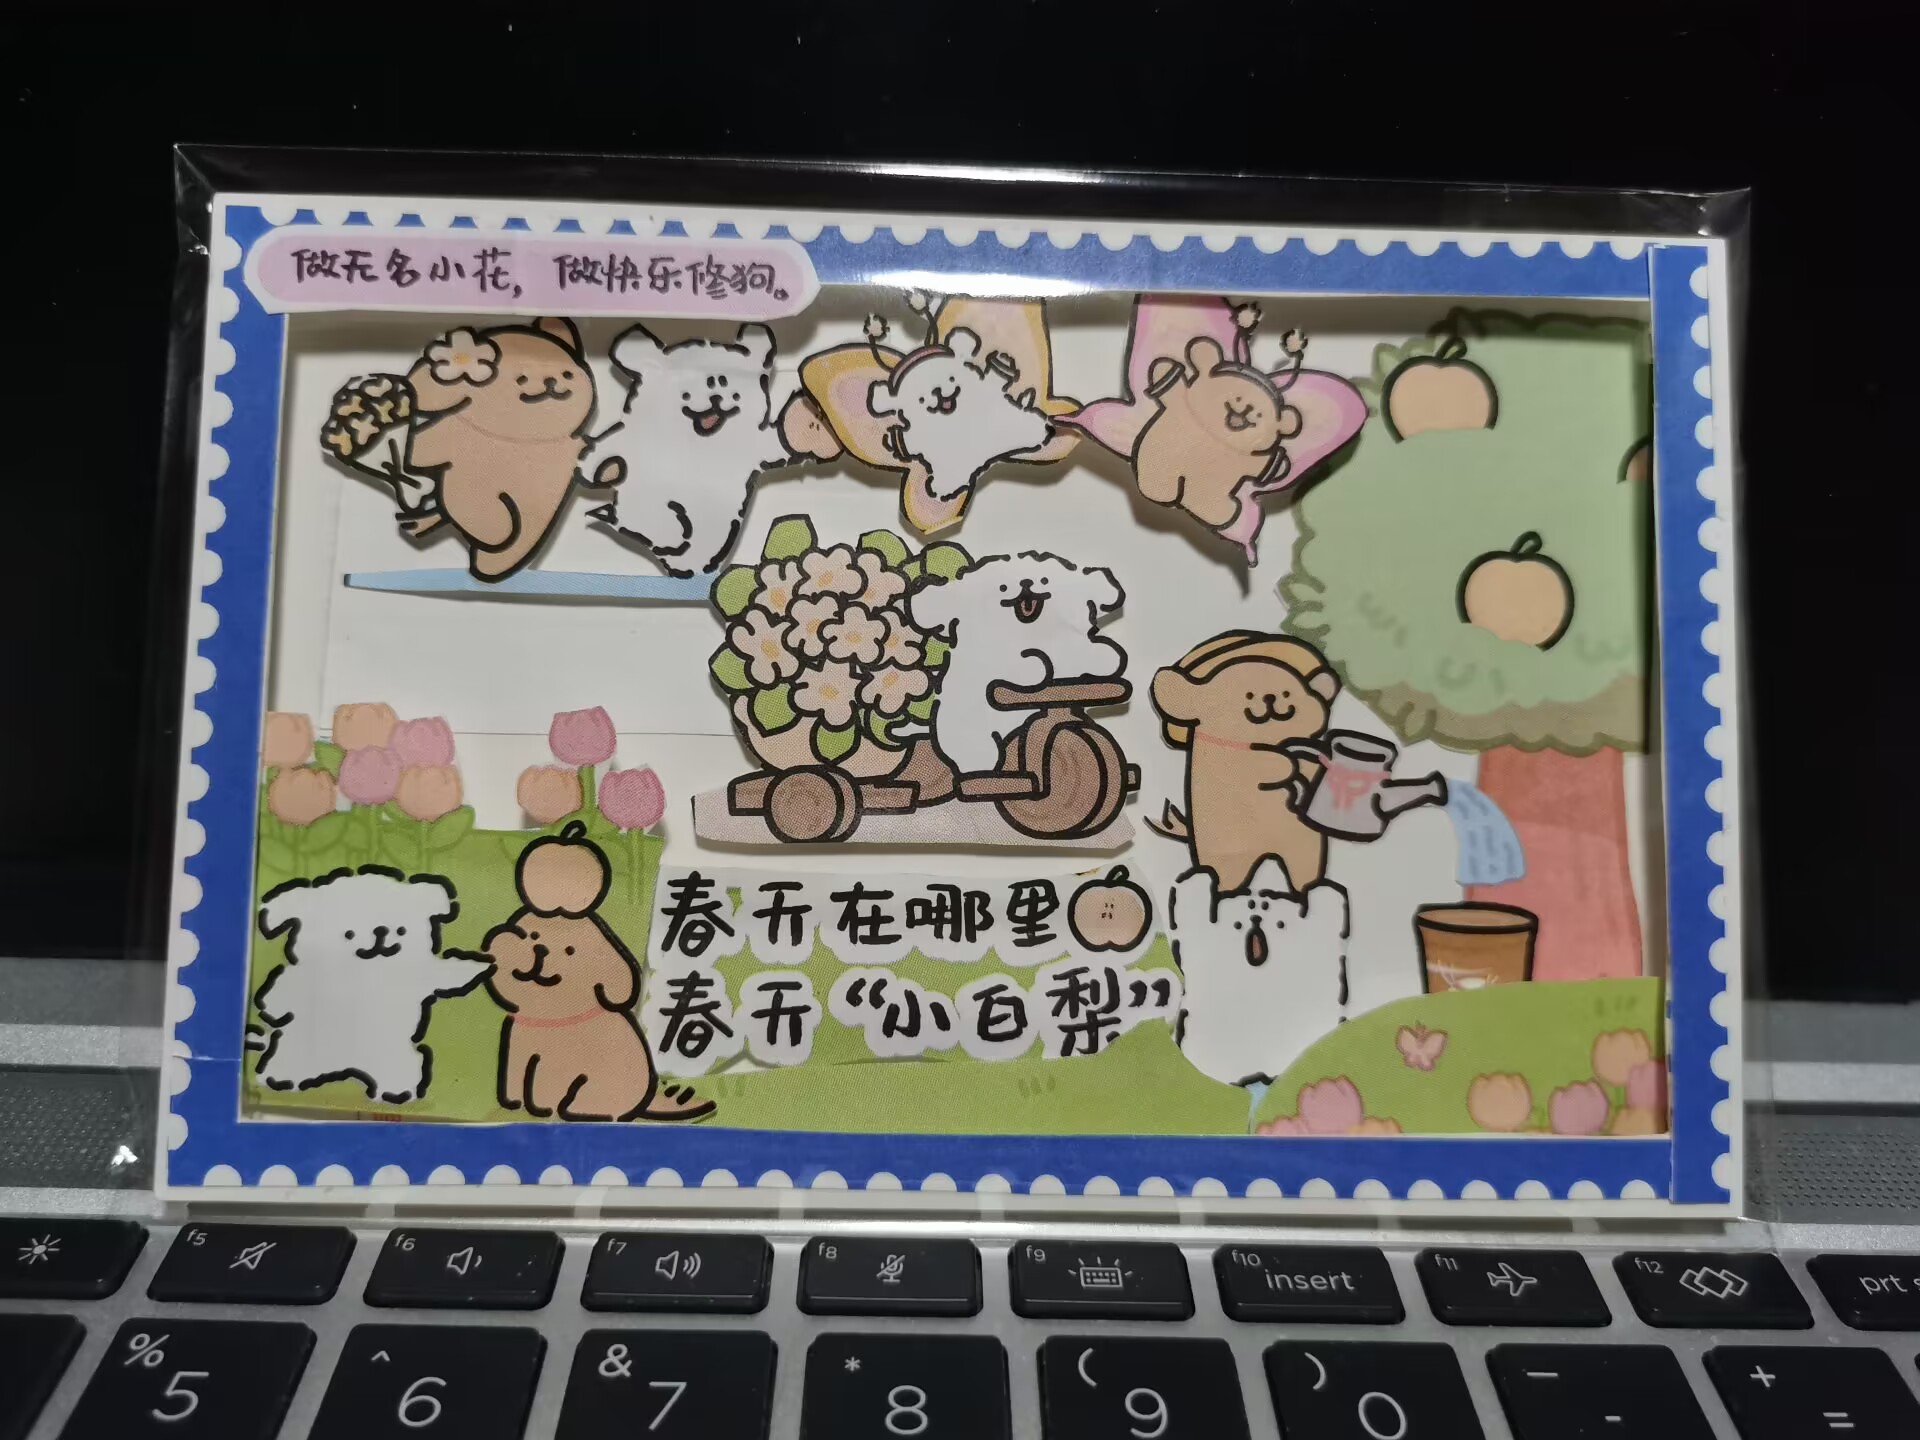 做无名小花，做快乐修狗。
春天在哪里
春天“小白梨”
f5
f6
f7
f8
f9
f10 insert
f11
f12
prt s
% 5
^ 6
& 7
* 8
( 9
) 0
— -
+ =